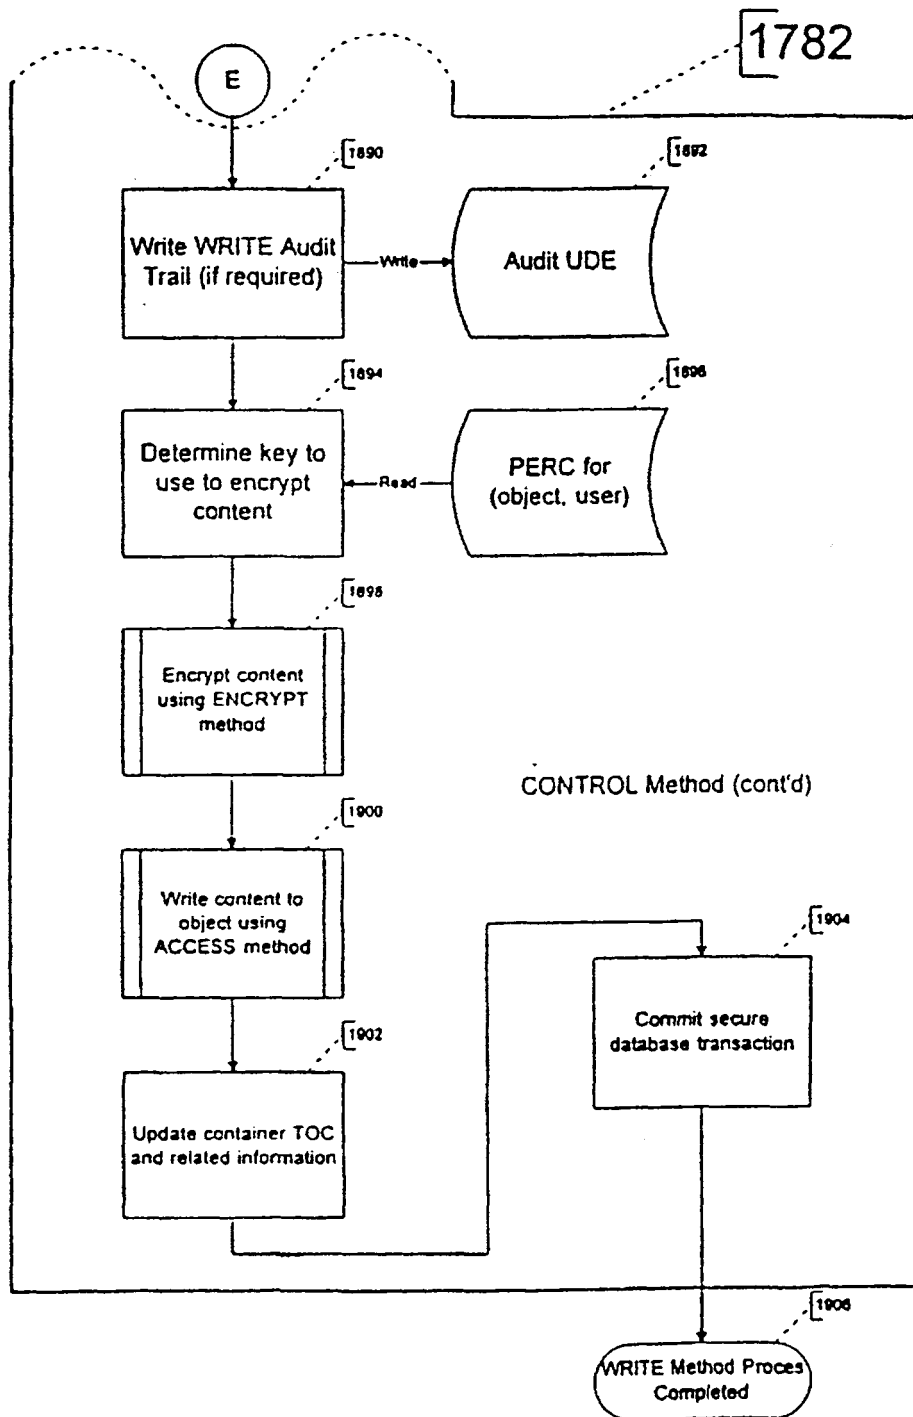 1782
E
1890
1892
Write WRITE Audit
Trail (if required)
Write
Audit UDE
1894
1896
Determine key to
use to encrypt
content
Read
PERC for
(object, user)
1898
Encrypt content
using ENCRYPT
method
CONTROL Method (cont'd)
1900
Write content to
object using
ACCESS method
1904
Commit secure
database transaction
1902
Update container TOC
and related information
1906
WRITE Method Proces
Completed